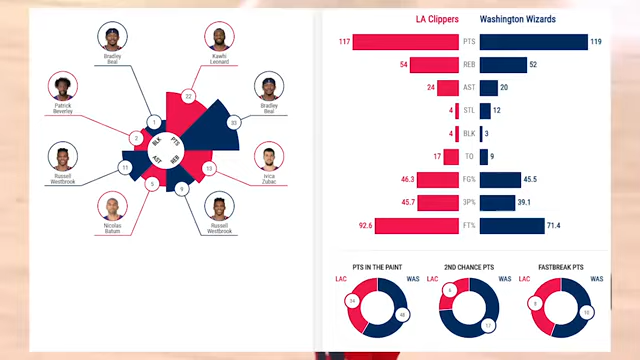 Bradley
Beal
Kawhi
Leonard
Patrick
Beverley
Bradley
Beal
Russell
Westbrook
Ivica
Zubac
Nicolas
Batum
Russell
Westbrook
22
33
13
9
5
11
2
1
PTS
REB
AST
BLK
LA Clippers Washington Wizards
117 PTS 119
54 REB 52
24 AST 20
4 STL 12
4 BLK 3
17 TO 9
46.3 FG% 45.5
45.7 3P% 39.1
92.6 FT% 71.4
PTS IN THE PAINT
LAC WAS
34 48
2ND CHANCE PTS
LAC WAS
6 17
FASTBREAK PTS
LAC WAS
8 10